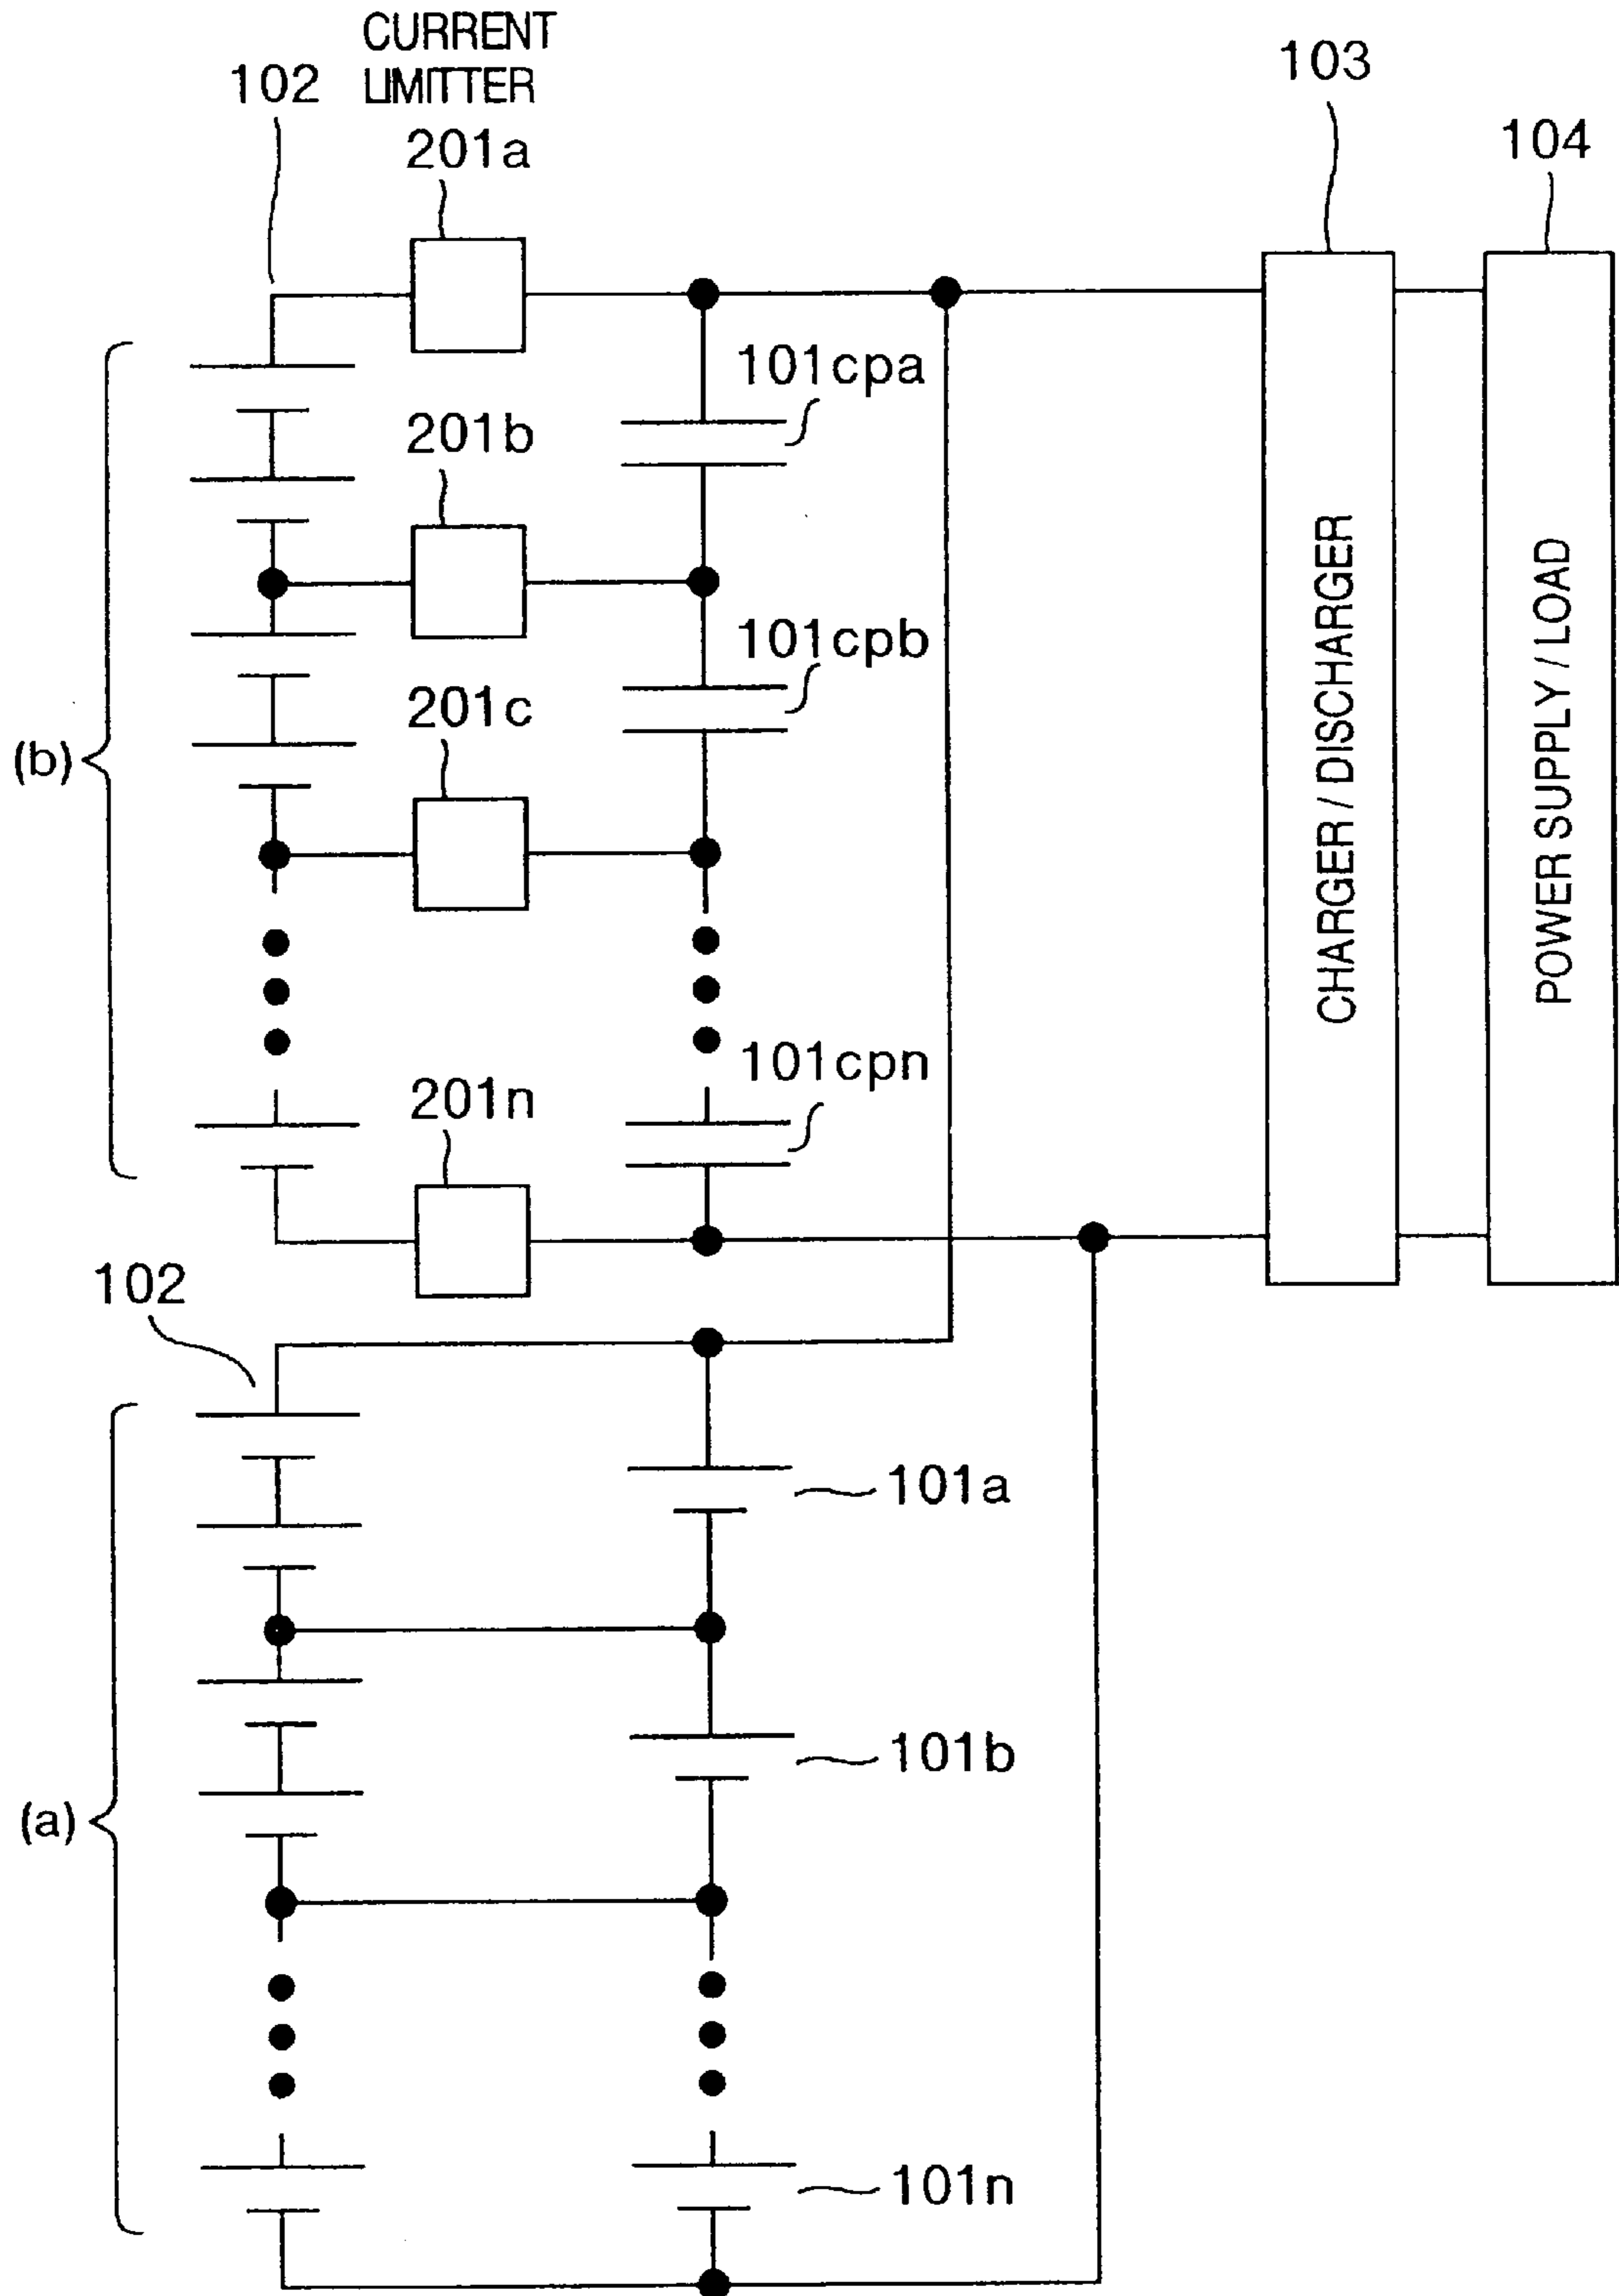 CURRENT
LIMITTER
102
201a
103
104
101cpa
201b
101cpb
201c
(b)
CHARGER / DISCHARGER
POWER SUPPLY / LOAD
101cpn
201n
102
101a
101b
(a)
101n